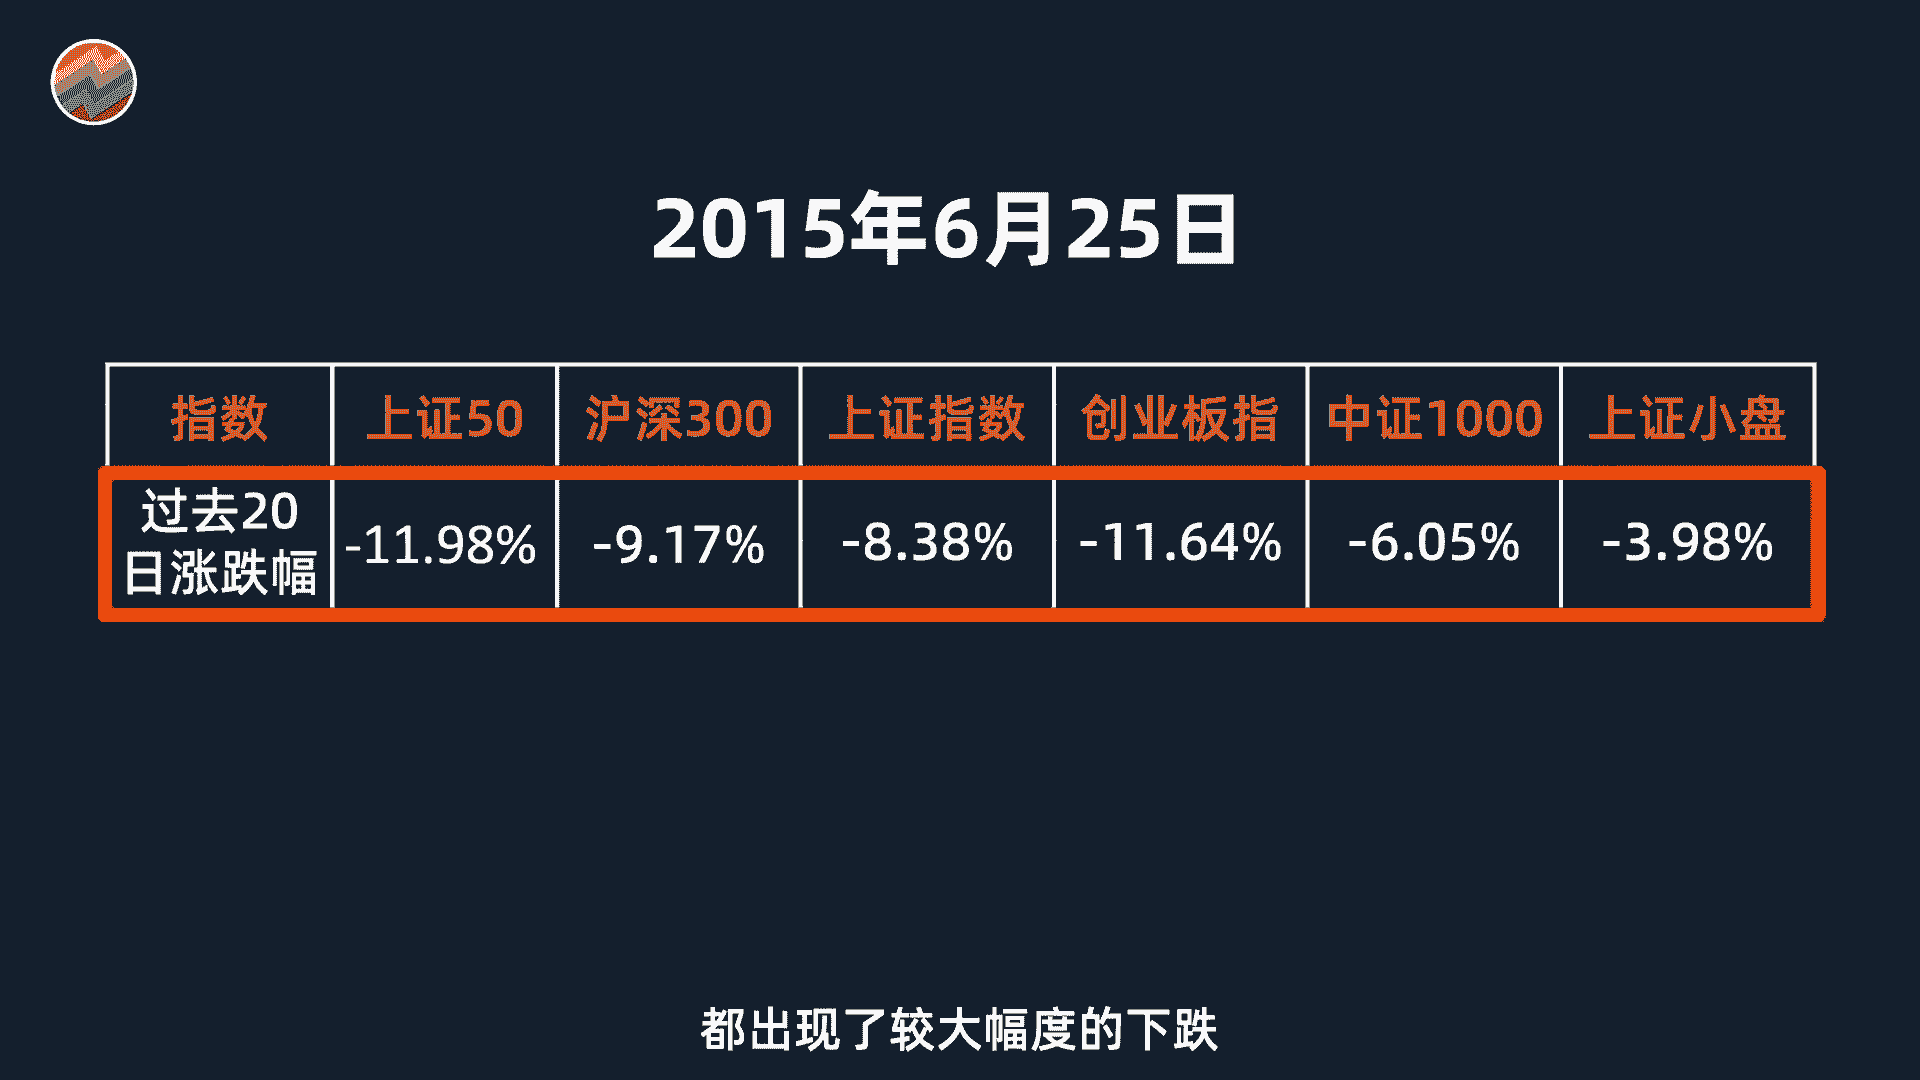 2015年6月25日
指数 上证50 沪深300 上证指数 创业板指 中证1000 上证小盘
过去20
日涨跌幅 -11.98% -9.17% -8.38% -11.64% -6.05% -3.98%
都出现了较大幅度的下跌